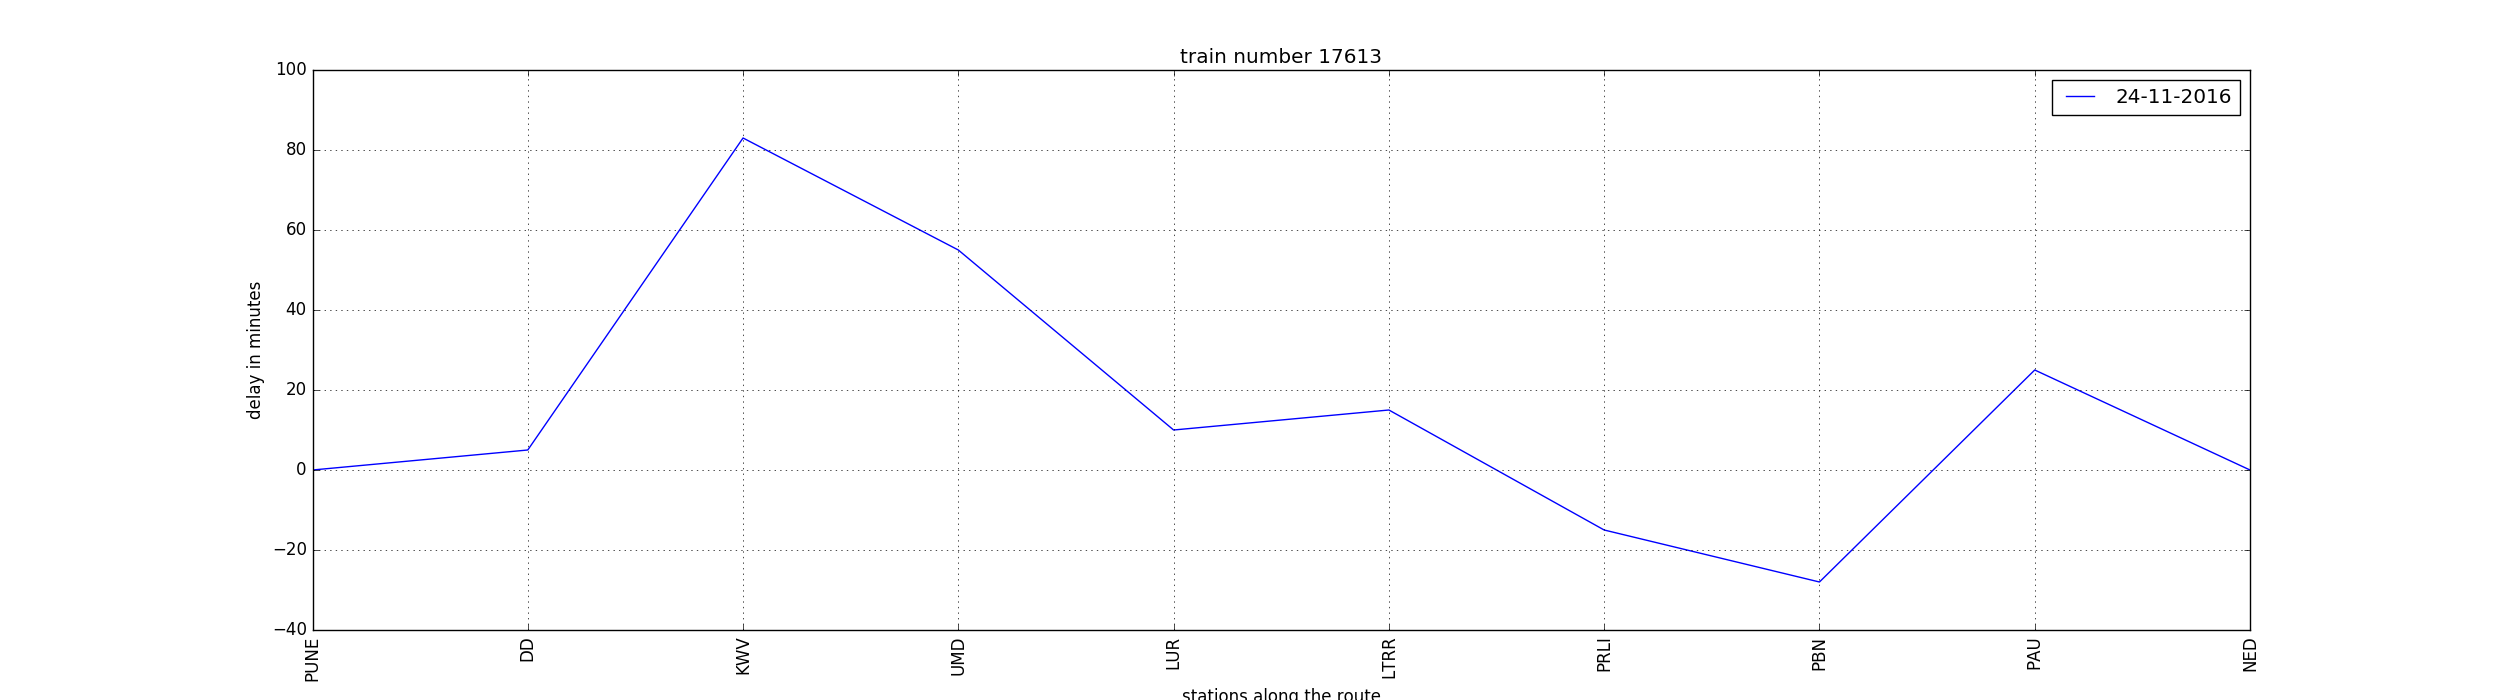 train number 17613
24-11-2016
100
80
60
40
20
0
−20
−40
delay in minutes
PUNE
DD
KWV
UMD
LUR
LTRR
PRLI
PBN
PAU
NED
stations along the route